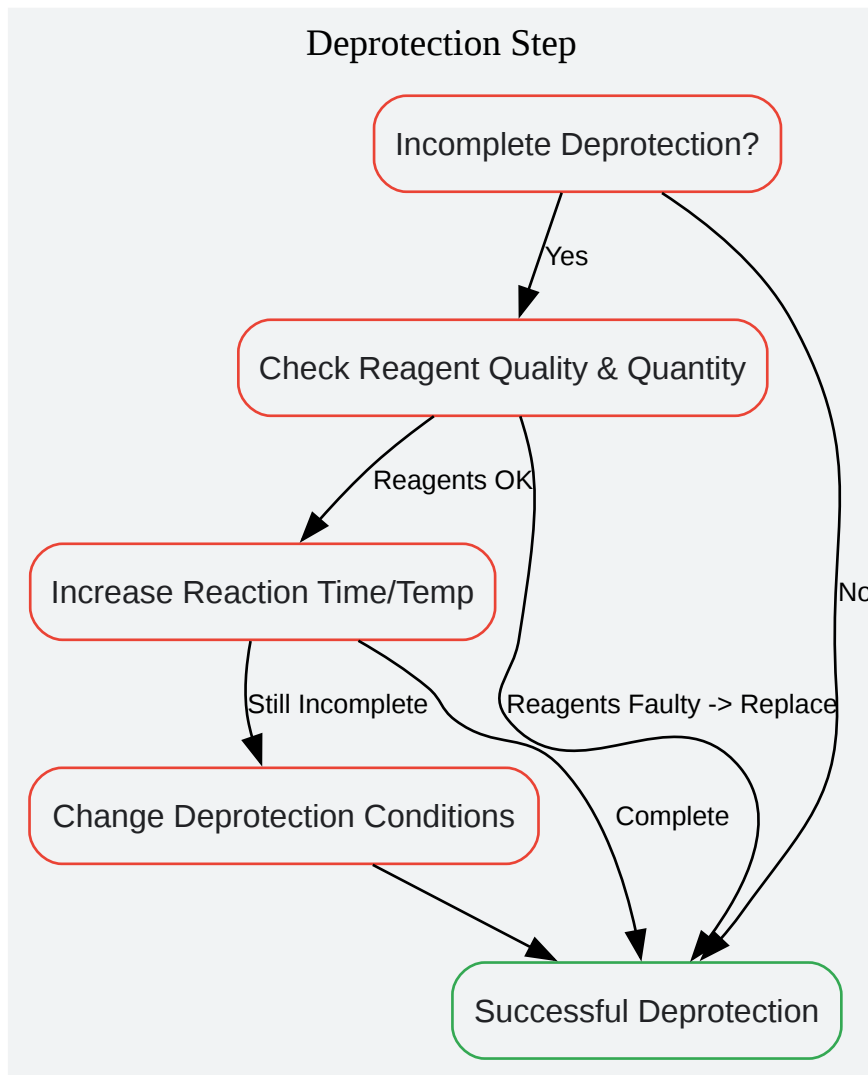 Deprotection Step
Incomplete Deprotection?
Yes
Check Reagent Quality & Quantity
Reagents OK
Increase Reaction Time/Temp
No
Still Incomplete
Reagents Faulty -> Replace
Change Deprotection Conditions
Complete
Successful Deprotection